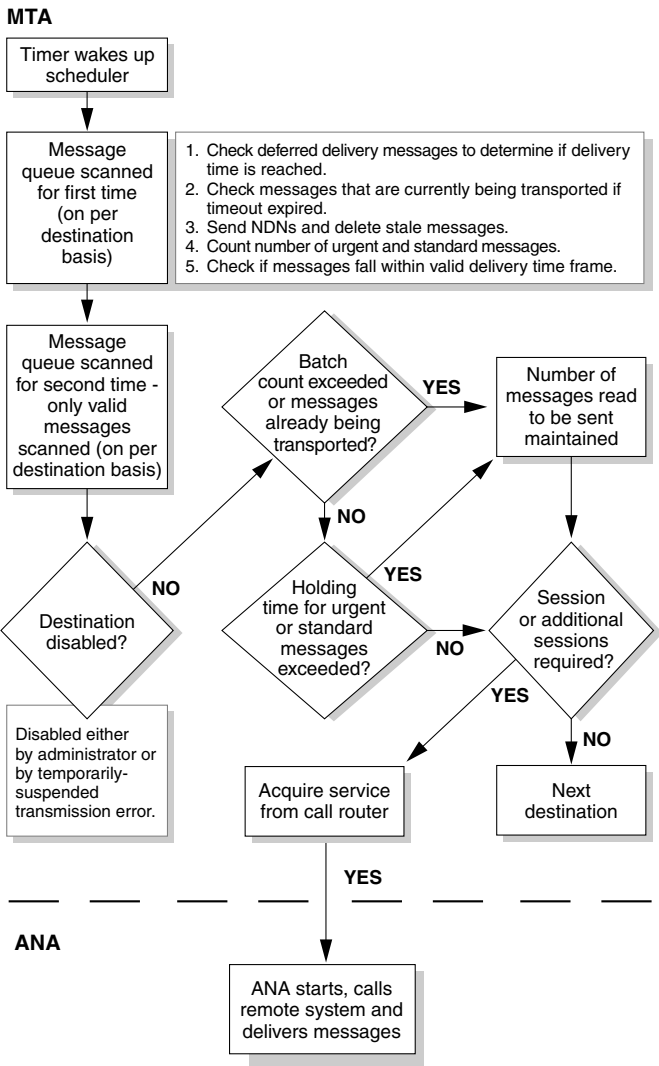 MTA
Timer wakes up
scheduler
Message
queue scanned
for first time
(on per
destination
basis)
1. Check deferred delivery messages to determine if delivery
time is reached.
2. Check messages that are currently being transported if
timeout expired.
3. Send NDNs and delete stale messages.
4. Count number of urgent and standard messages.
5. Check if messages fall within valid delivery time frame.
Message
queue scanned
for second time -
only valid
messages
scanned (on per
destination basis)
Batch
count exceeded
or messages
already being
transported?
YES
Number of
messages read
to be sent
maintained
NO
Destination
disabled?
NO
Holding
time for urgent
or standard
messages
exceeded?
YES
NO
Session
or additional
sessions
required?
YES
NO
Disabled either
by administrator or
by temporarily-
suspended
transmission error.
Acquire service
from call router
Next
destination
YES
ANA
ANA starts, calls
remote system and
delivers messages